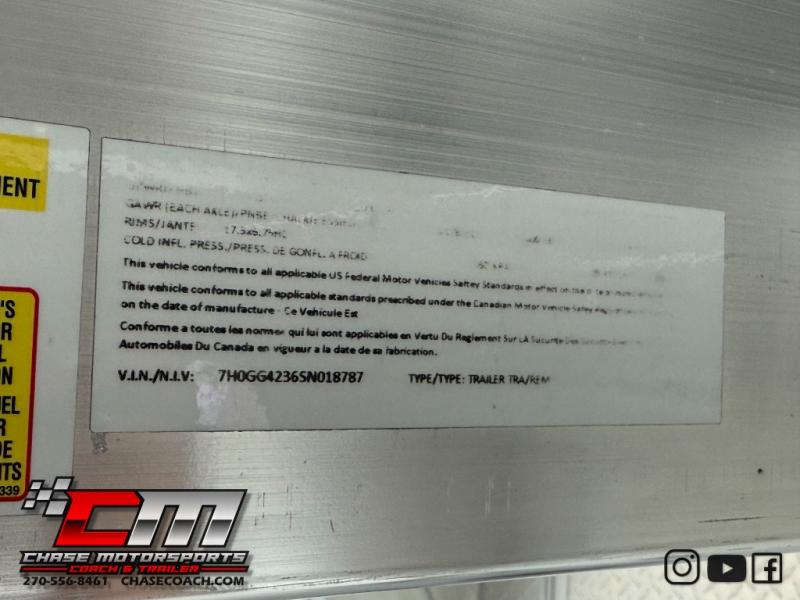 ENT
'S
R
L
ON
UEL
R
DE
ITS
339
GAWR (EACH AXLE)/PNBE
RIMS/JANTE 17.5x6.75HC
COLD INFL. PRESS./PRESS. DE GONFL. A FROID
This vehicle conforms to all applicable US Federal Motor Vehicles Saftey Standards in effect on the
This vehicle conforms to all applicable standards prescribed under the Canadian Motor Vehicle Safey
on the date of manufacture - Ce Vehicule Est
Conforme a toutes les normes qui lui sont applicables en Vertu Du Reglement Sur LA
Automobiles Du Canada en vigueur a la date de sa fabrication.
V.I.N./N.I.V: 7H0GG4236SN018787 TYPE/TYPE: TRAILER TRA/REM
CM
CHASE MOTORSPORTS
COACH & TRAILER
270-556-8461 CHASECOACH.COM